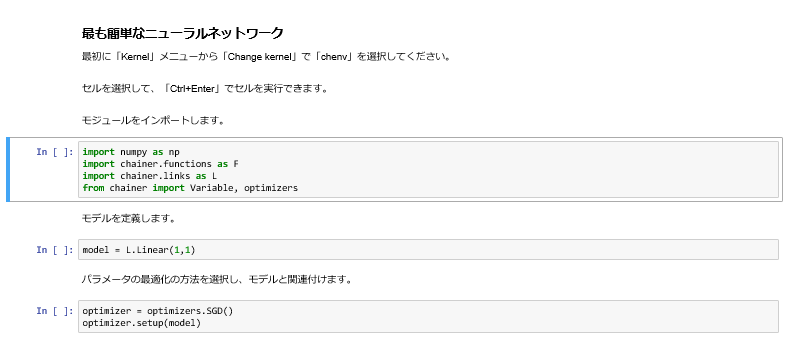 最も簡単なニューラルネットワーク
最初に「Kernel」メニューから「Change kernel」で「chenv」を選択してください。
セルを選択して、「Ctrl+Enter」でセルを実行できます。
モジュールをインポートします。
In [ ]: import numpy as np
import chainer.functions as F
import chainer.links as L
from chainer import Variable, optimizers
モデルを定義します。
In [ ]: model = L.Linear(1,1)
パラメータの最適化の方法を選択し、モデルと関連付けます。
In [ ]: optimizer = optimizers.SGD()
optimizer.setup(model)